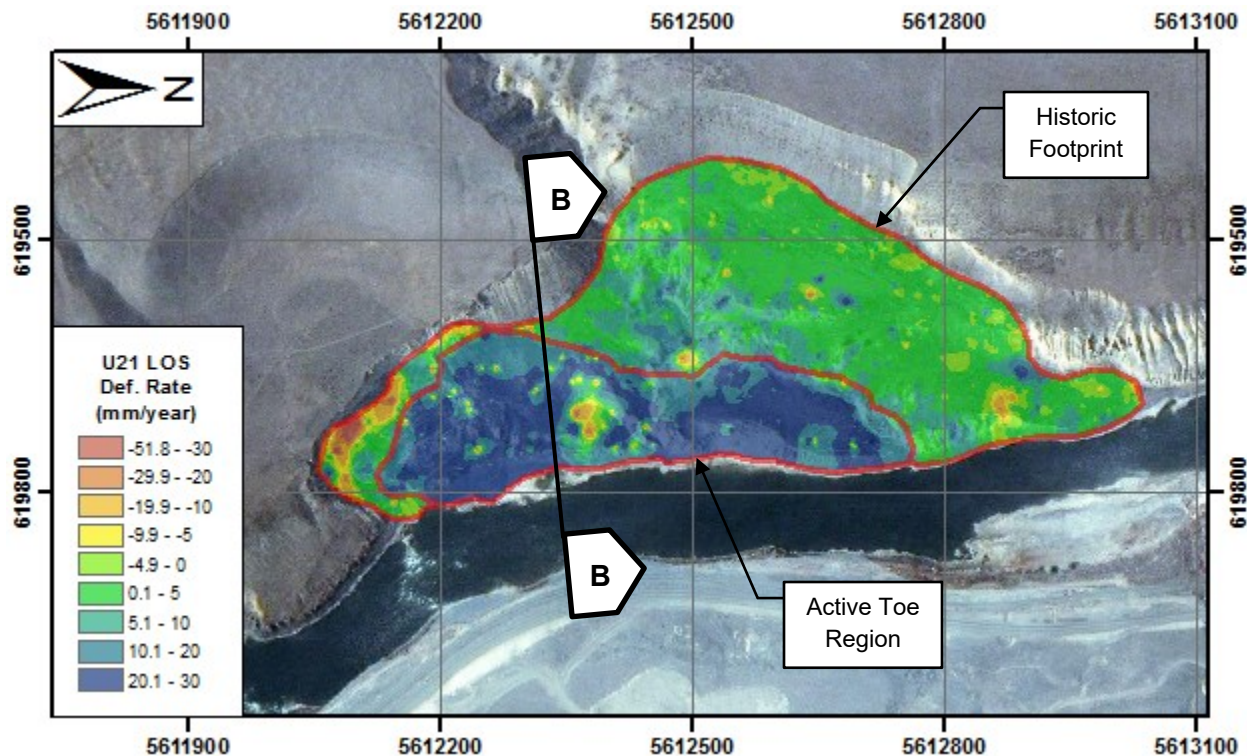 5611900 5612200 5612500 5612800 5613100
N
Historic
Footprint
B
619500 619500
U21 LOS
Def. Rate
(mm/year)
-51.8 - -30
-29.9 - -20
-19.9 - -10
-9.9 - -5
-4.9 - 0
0.1 - 5
5.1 - 10
10.1 - 20
20.1 - 30
619800 619800
B
Active Toe
Region
5611900 5612200 5612500 5612800 5613100